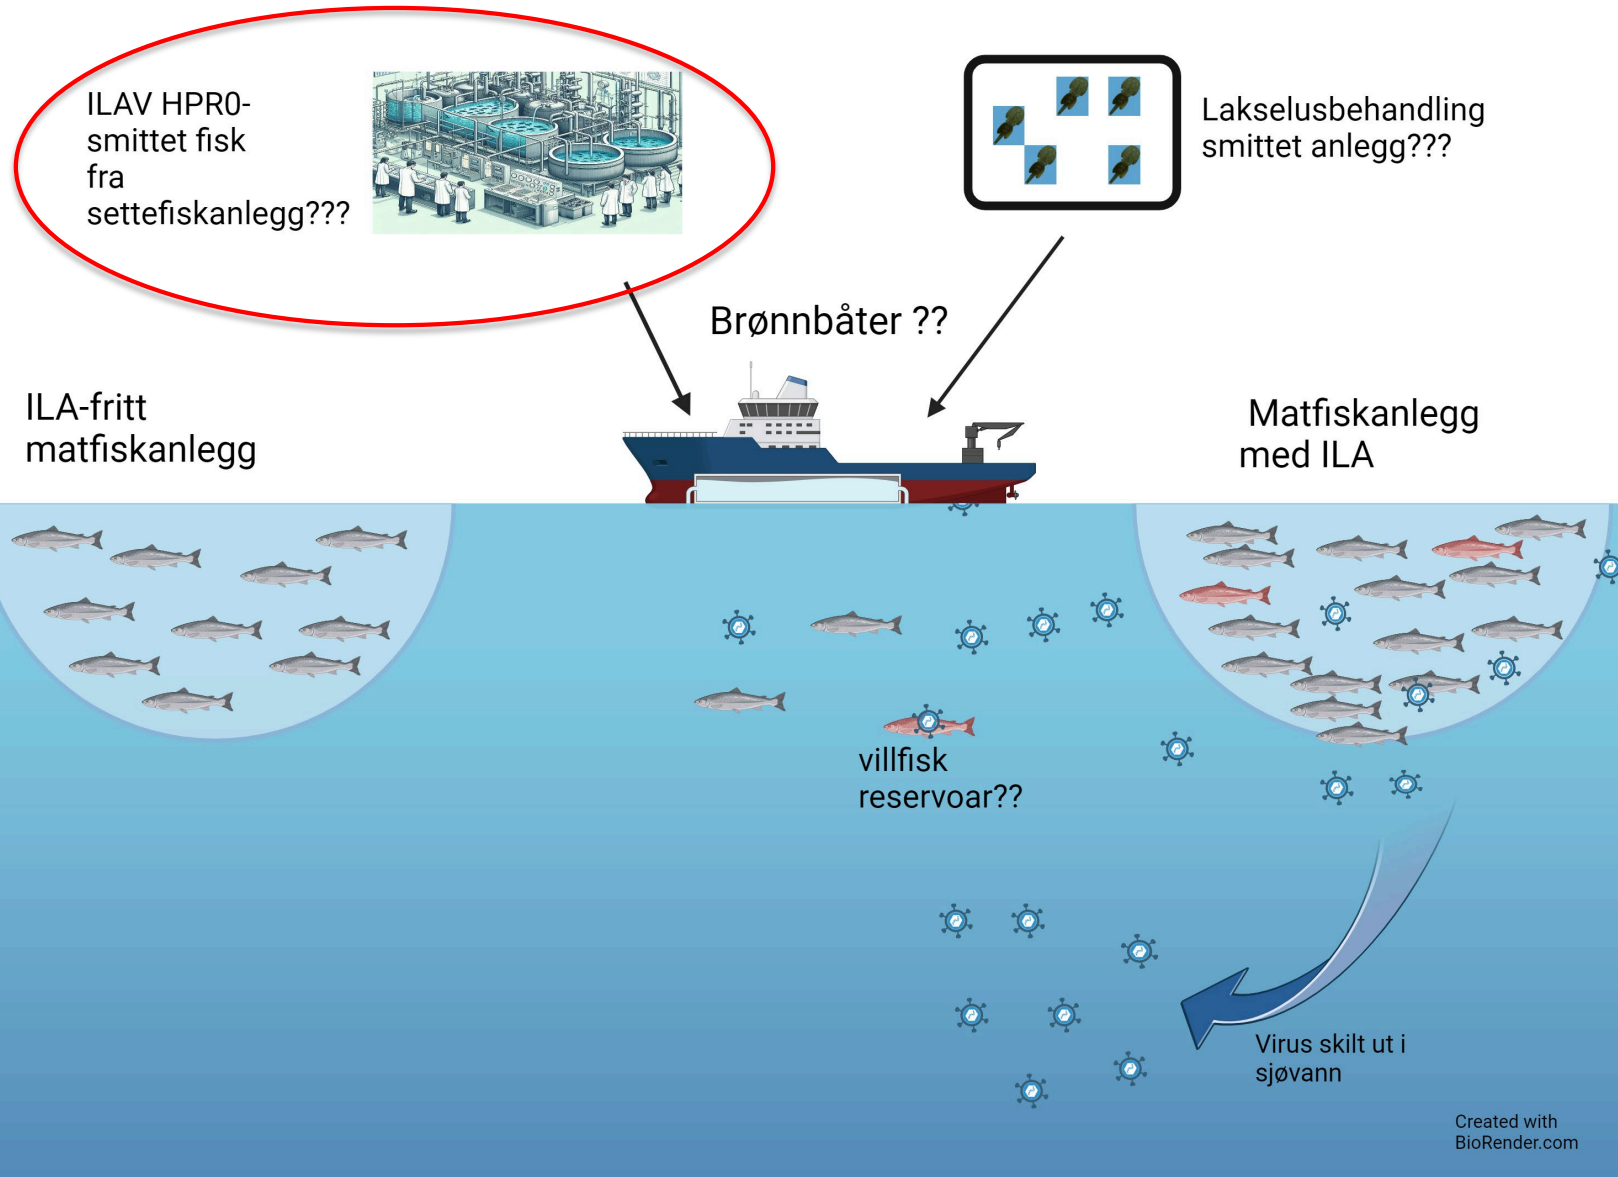 ILAV HPR0-
smittet fisk
fra
settefiskanlegg???
Lakselusbehandling
smittet anlegg???
Brønnbåter ??
ILA-fritt
matfiskanlegg
Matfiskanlegg
med ILA
villfisk
reservoar??
Virus skilt ut i
sjøvann
Created with
BioRender.com